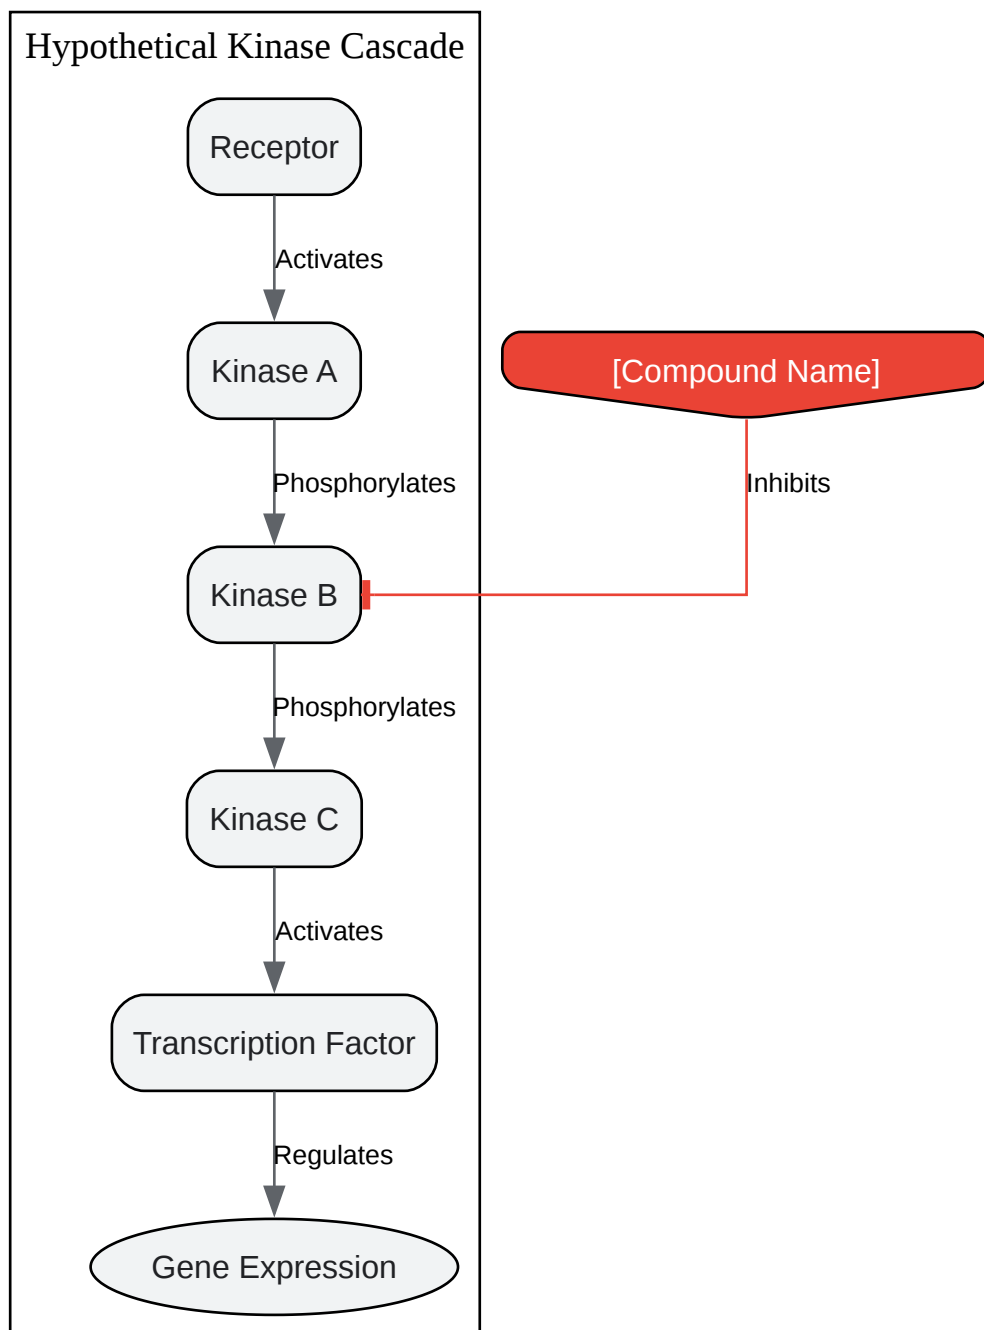 Hypothetical Kinase Cascade
Receptor
Activates
Kinase A
[Compound Name]
Phosphorylates
Inhibits
Kinase B
Phosphorylates
Kinase C
Activates
Transcription Factor
Regulates
Gene Expression